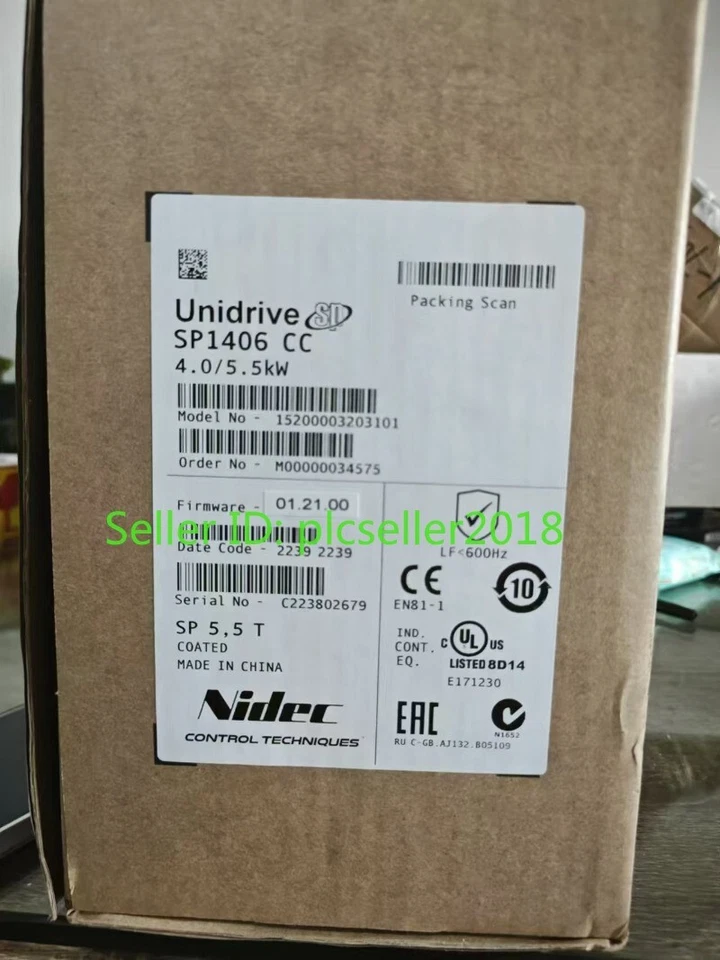 Packing Scan
Unidrive SP
SP1406 CC
4.0/5.5kW
Model No - 15200003203101
Order No - M00000034575
Firmware - 01.21.00
Seller ID: plcseller2018
Date Code - 2239 2239
Serial No - C223802679
SP 5,5 T
COATED
MADE IN CHINA
Nidec
CONTROL TECHNIQUES
LF<600Hz
CE
EN81-1
10
IND.
CONT.
EQ.
C UL US
LISTED 8D14
E171230
EAC
N1652
RU C-GB.AJ132.B05109